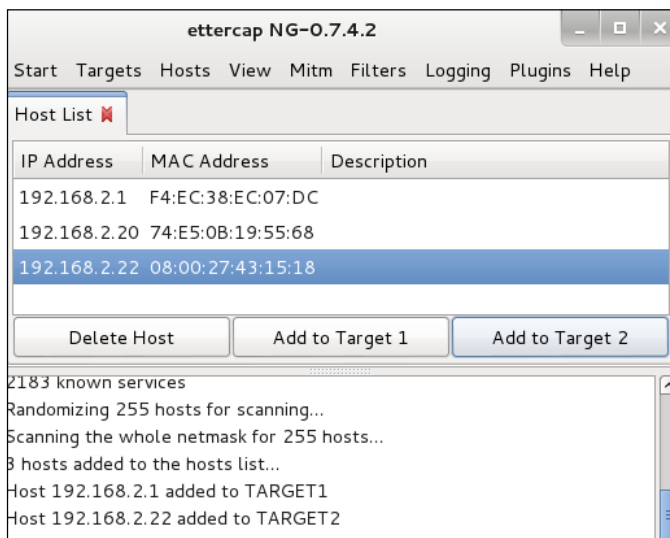 ettercap NG-0.7.4.2
Start Targets Hosts View Mitm Filters Logging Plugins Help
Host List
IP Address MAC Address Description
192.168.2.1 F4:EC:38:EC:07:DC
192.168.2.20 74:E5:0B:19:55:68
192.168.2.22 08:00:27:43:15:18
Delete Host Add to Target 1 Add to Target 2
2183 known services
Randomizing 255 hosts for scanning...
Scanning the whole netmask for 255 hosts...
3 hosts added to the hosts list...
Host 192.168.2.1 added to TARGET1
Host 192.168.2.22 added to TARGET2